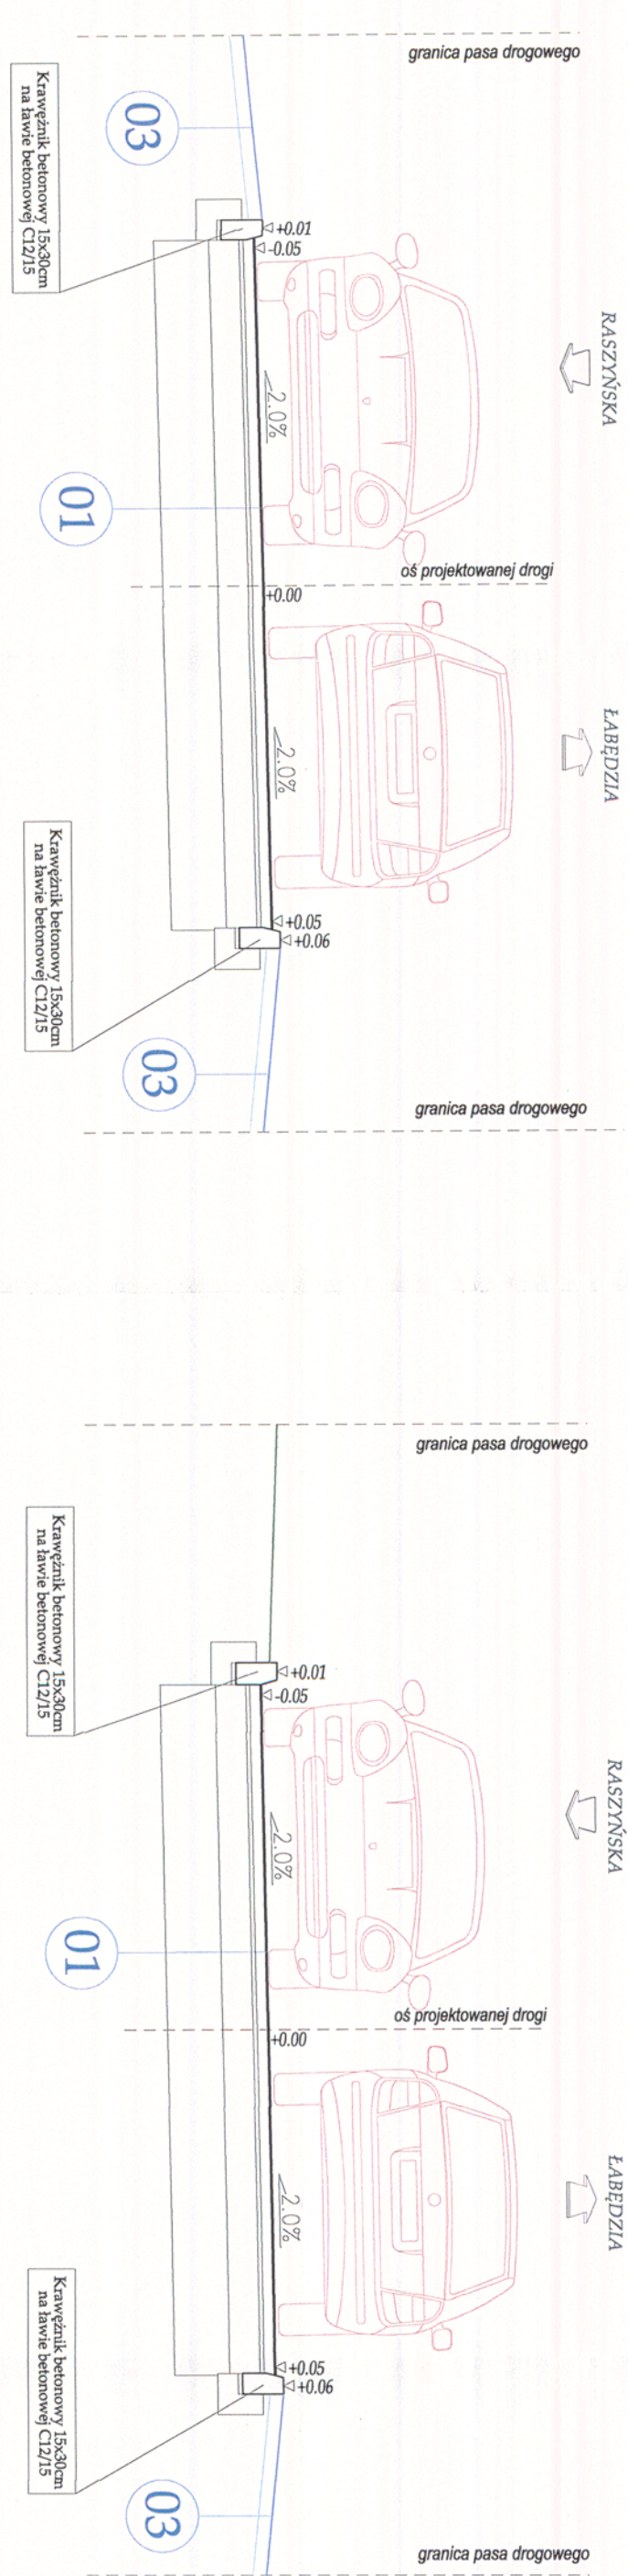 granica pasa drogowego
03
Krawężnik betonowy 15x30cm
na ławie betonowej C12/15
+0.01
-0.05
RASZYŃSKA
2.0%
01
oś projektowanej drogi
+0.00
ŁABĘDZIA
2.0%
+0.05
+0.06
Krawężnik betonowy 15x30cm
na ławie betonowej C12/15
03
granica pasa drogowego
granica pasa drogowego
Krawężnik betonowy 15x30cm
na ławie betonowej C12/15
+0.01
-0.05
RASZYŃSKA
2.0%
01
oś projektowanej drogi
+0.00
ŁABĘDZIA
2.0%
+0.05
+0.06
Krawężnik betonowy 15x30cm
na ławie betonowej C12/15
03
granica pasa drogowego